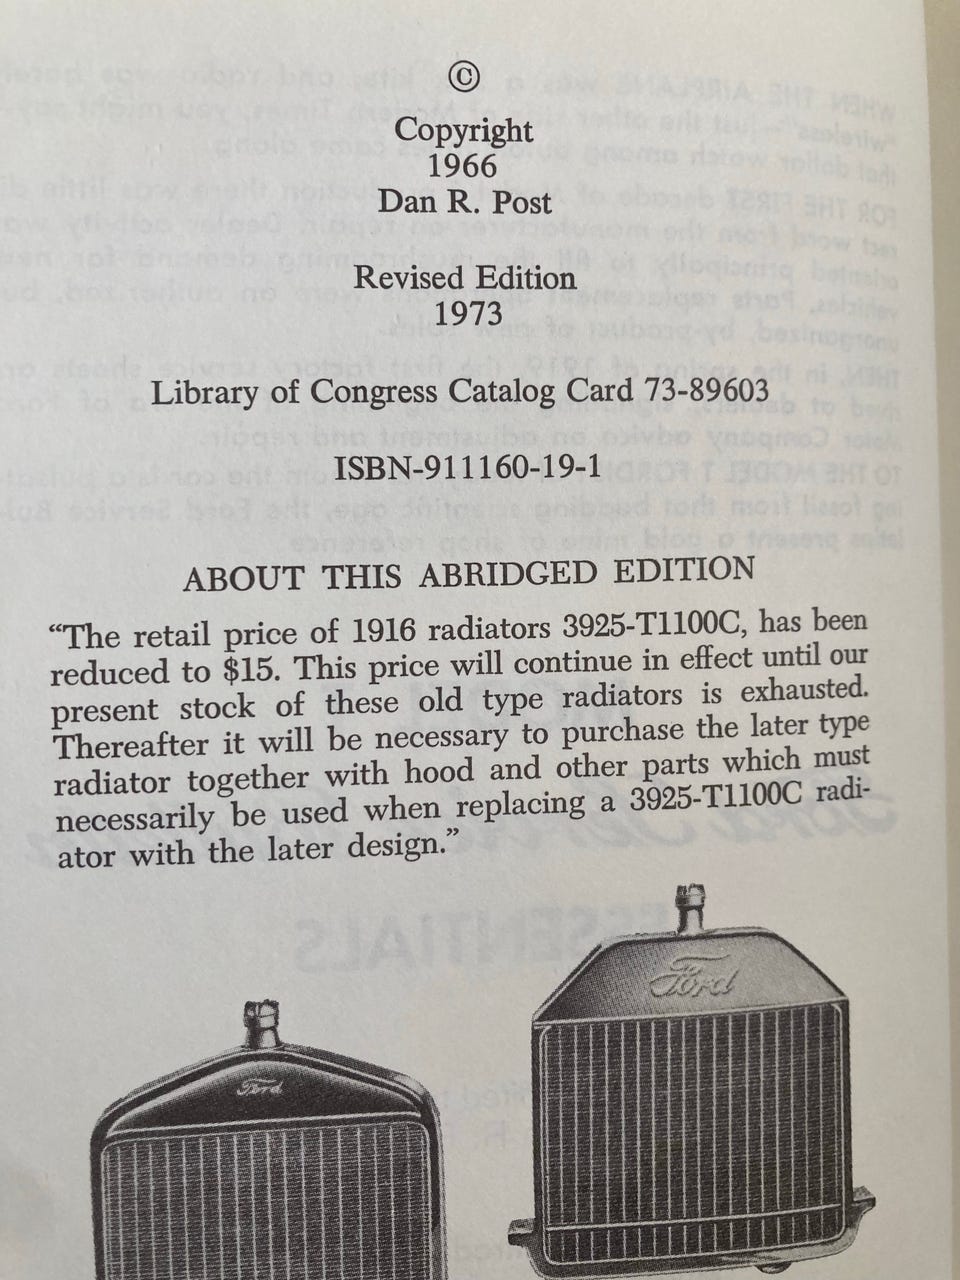 ©
Copyright
1966
Dan R. Post
Revised Edition
1973
Library of Congress Catalog Card 73-89603
ISBN-911160-19-1
ABOUT THIS ABRIDGED EDITION
“The retail price of 1916 radiators 3925-T1100C, has been
reduced to $15. This price will continue in effect until our
present stock of these old type radiators is exhausted.
Thereafter it will be necessary to purchase the later type
radiator together with hood and other parts which must
necessarily be used when replacing a 3925-T1100C radi-
ator with the later design.”
Ford
Ford